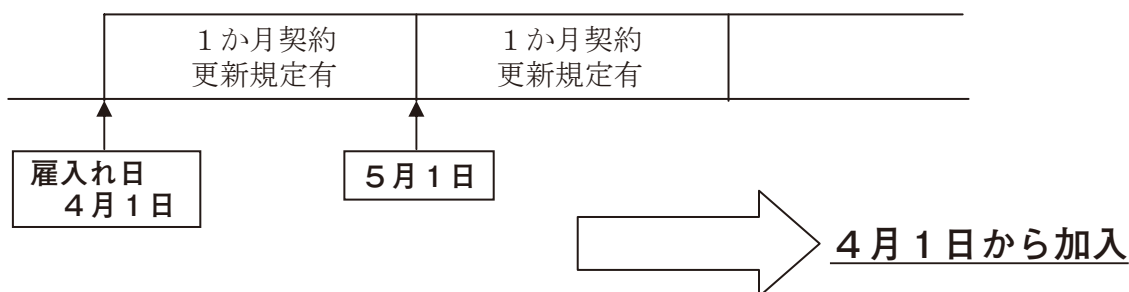 １か月契約
更新規定有
１か月契約
更新規定有
雇入れ日
４月１日
５月１日
４月１日から加入